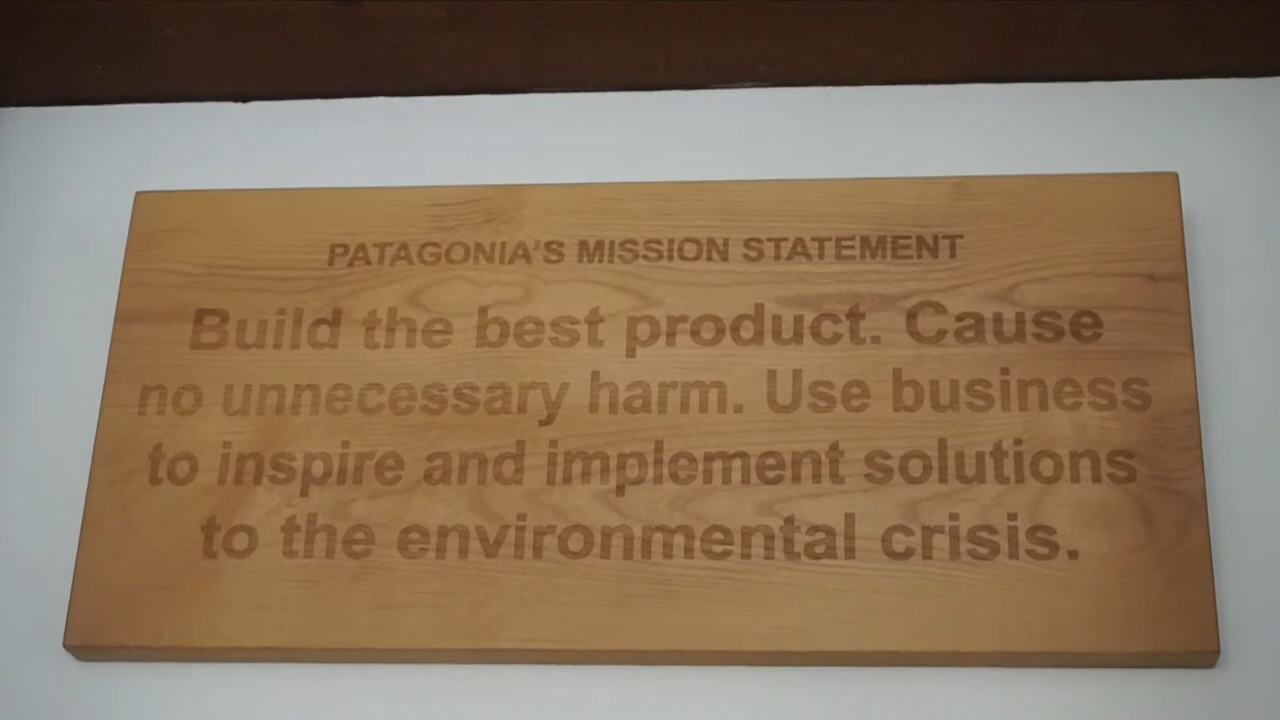 PATAGONIA'S MISSION STATEMENT
Build the best product. Cause
no unnecessary harm. Use business
to inspire and implement solutions
to the environmental crisis.